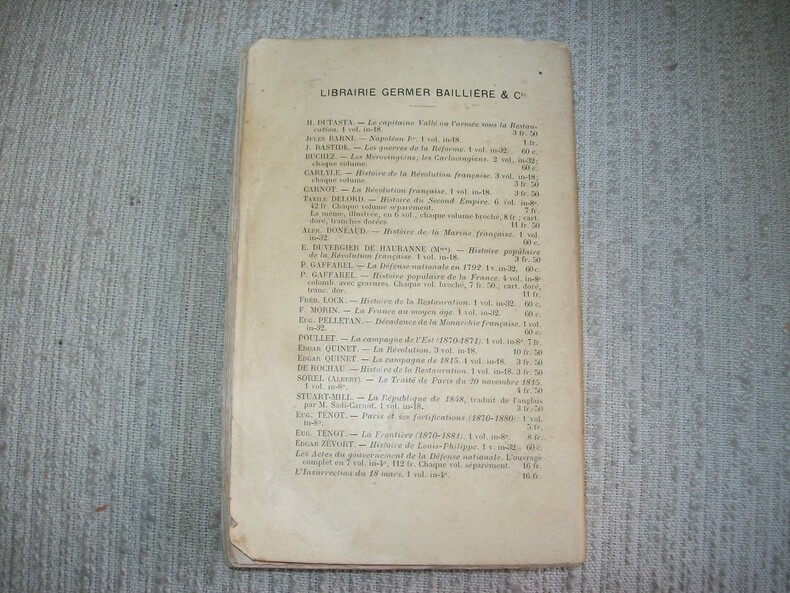 LIBRAIRIE GERMER BAILLIÈRE & Cie
H. DUTASTA. — Le capitaine Vallé ou l'armée sous la Restau-
ration. 1 vol. in-18. 3 fr. 50
JULES BARNI. — Napoléon Ier. 1 vol. in-18. 1 fr.
J. BASTIDE. — Les guerres de la Réforme. 1 vol. in-32. 60 c.
BUCHEZ. — Les Mérovingiens; les Carlovingiens. 2 vol. in-32;
chaque volume. 60 c.
CARLYLE. — Histoire de la Révolution française. 3 vol. in-18;
chaque volume. 3 fr. 50
CARNOT. — La Révolution française. 1 vol. in-18. 3 fr. 50
TAXILE DELORD. — Histoire du Second Empire. 6 vol. in-8º.
42 fr. Chaque volume séparément. 7 fr.
La même, illustrée, en 6 vol., chaque volume broché, 8 fr.; cart.
doré, tranches dorées. 11 fr. 50
ALFR. DONEAUD. — Histoire de la Marine française. 1 vol.
in-32. 60 c.
E. DUVERGIER DE HAURANNE (Mme). — Histoire populaire
de la Révolution française. 1 vol. in-18. 3 fr. 50
P. GAFFAREL. — La Défense nationale en 1792. 1 v. in-32. 60 c.
P. GAFFAREL. — Histoire populaire de la France. 4 vol. in-8º
colomb. avec gravures. Chaque vol. broché, 7 fr. 50.; cart. doré,
tranc. dor. 11 fr.
FRÉD. LOCK. — Histoire de la Restauration. 1 vol. in-32. 60 c.
F. MORIN. — La France au moyen âge. 1 vol. in-32. 60 c.
EUG. PELLETAN. — Décadence de la Monarchie française. 1 vol.
in-32. 60 c.
POULLET. — La campagne de l'Est (1870-1871). 1 vol. in-8º. 7 fr.
EDGAR QUINET. — La Révolution. 3 vol. in-18. 10 fr. 50
EDGAR QUINET. — La campagne de 1815. 1 vol. in-18. 3 fr. 50
DE ROCHAU. — Histoire de la Restauration. 1 vol. in-18. 3 fr. 50
SOREL (ALBERT). — Le Traité de Paris du 20 novembre 1815.
1 vol. in-8º. 4 fr. 50
STUART-MILL. — La République de 1848, traduit de l'anglais
par M. Sadi-Carnot. 1 vol. in-18. 3 fr. 50
EUG. TÉNOT. — Paris et ses fortifications (1870-1880). 1 vol.
in-8º. 5 fr.
EUG. TÉNOT. — La Frontière (1870-1881). 1 vol. in-8º. 8 fr.
EDGAR ZÉVORT. — Histoire de Louis-Philippe. 1 v. in-32. 60 c.
Les Actes du gouvernement de la Défense nationale. L'ouvrage
complet en 7 vol. in-4º, 112 fr. Chaque vol. séparément. 16 fr.
L'Insurrection du 18 mars. 1 vol. in-4º. 16 fr.